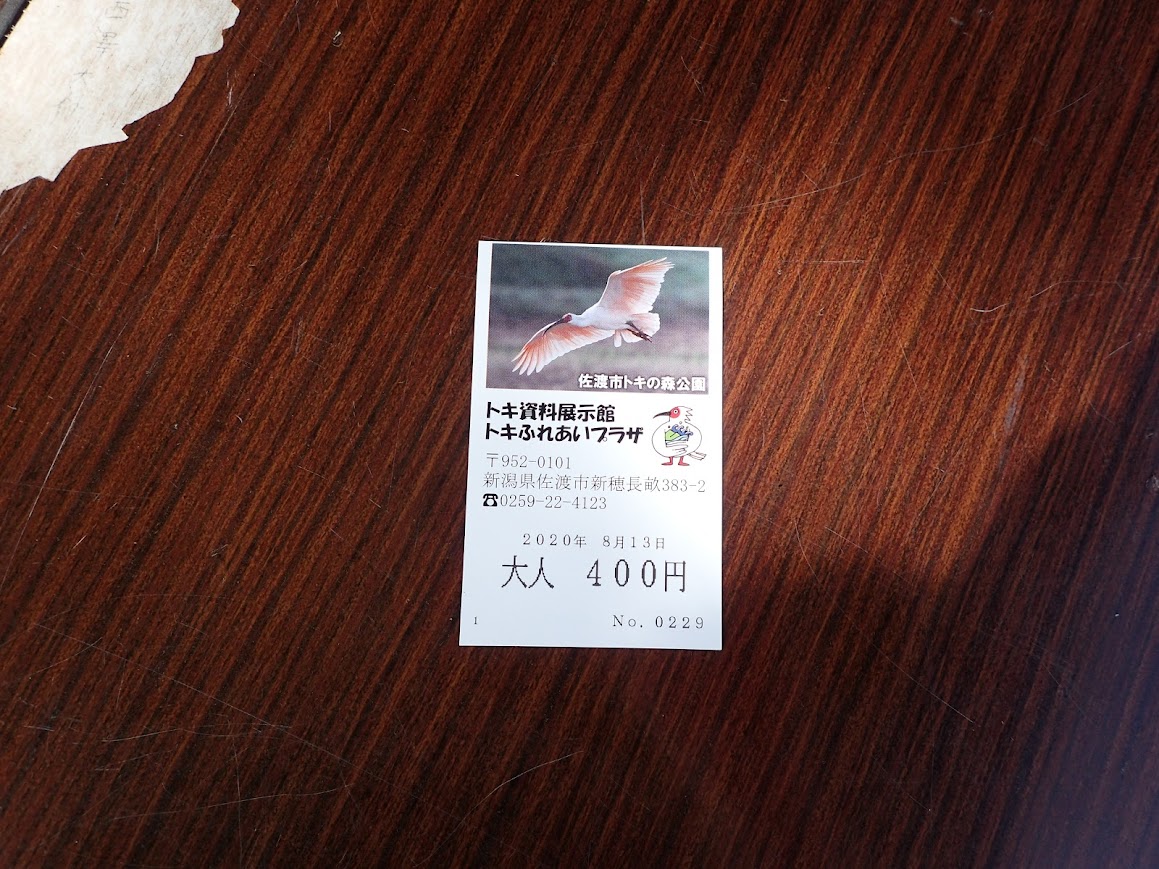 佐渡市トキの森公園
トキ資料展示館
トキふれあいプラザ
〒952-0101
新潟県佐渡市新穂長畝383-2
☎0259-22-4123
2020年 8月13日
大人 400円
1
No.0229